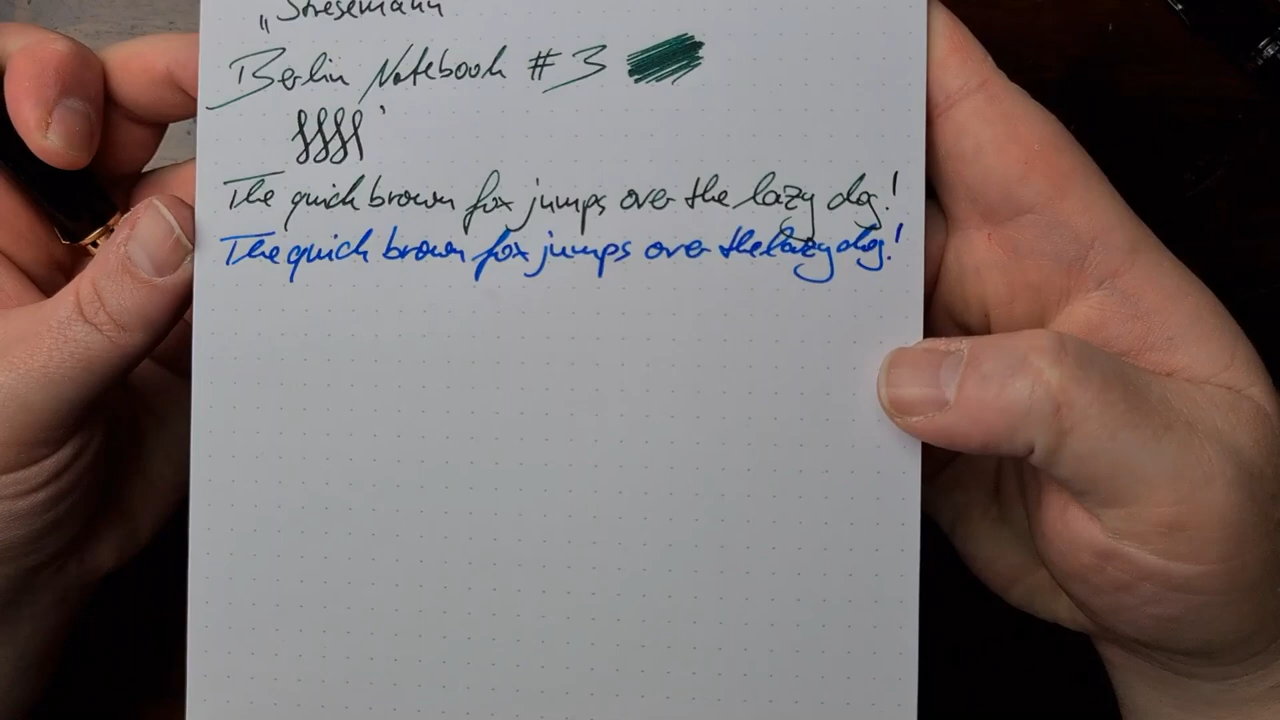 „Stresemann
Berlin Notebook #3
The quick brown fox jumps over the lazy dog!
The quick brown fox jumps over the lazy dog!